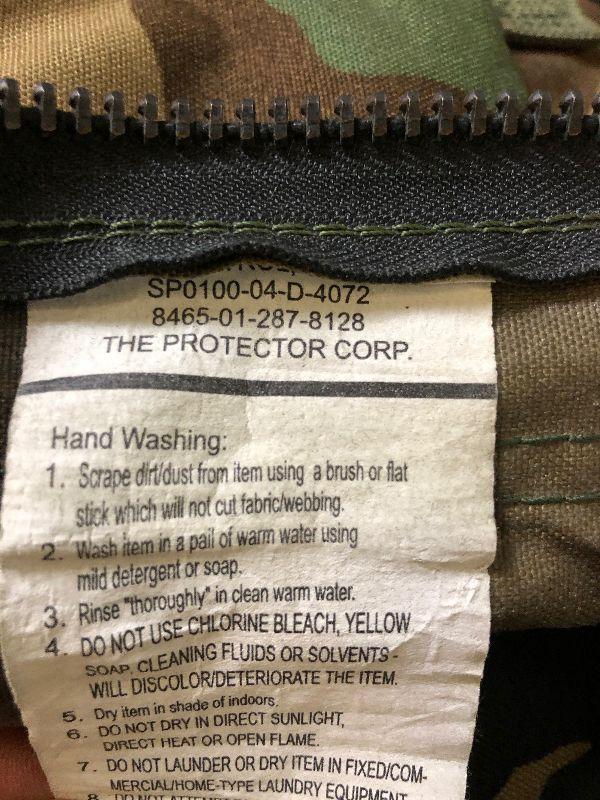 SP0100-04-D-4072
8465-01-287-8128
THE PROTECTOR CORP.
Hand Washing:
1. Scrape dirt/dust from item using a brush or flat
stick which will not cut fabric/webbing.
2. Wash item in a pail of warm water using
mild detergent or soap.
3. Rinse "thoroughly" in clean warm water.
4. DO NOT USE CHLORINE BLEACH, YELLOW
SOAP, CLEANING FLUIDS OR SOLVENTS -
WILL DISCOLOR/DETERIORATE THE ITEM.
5. Dry item in shade of indoors.
6. DO NOT DRY IN DIRECT SUNLIGHT,
DIRECT HEAT OR OPEN FLAME.
7. DO NOT LAUNDER OR DRY ITEM IN FIXED/COM-
MERCIAL/HOME-TYPE LAUNDRY EQUIPMENT
8. DO NOT